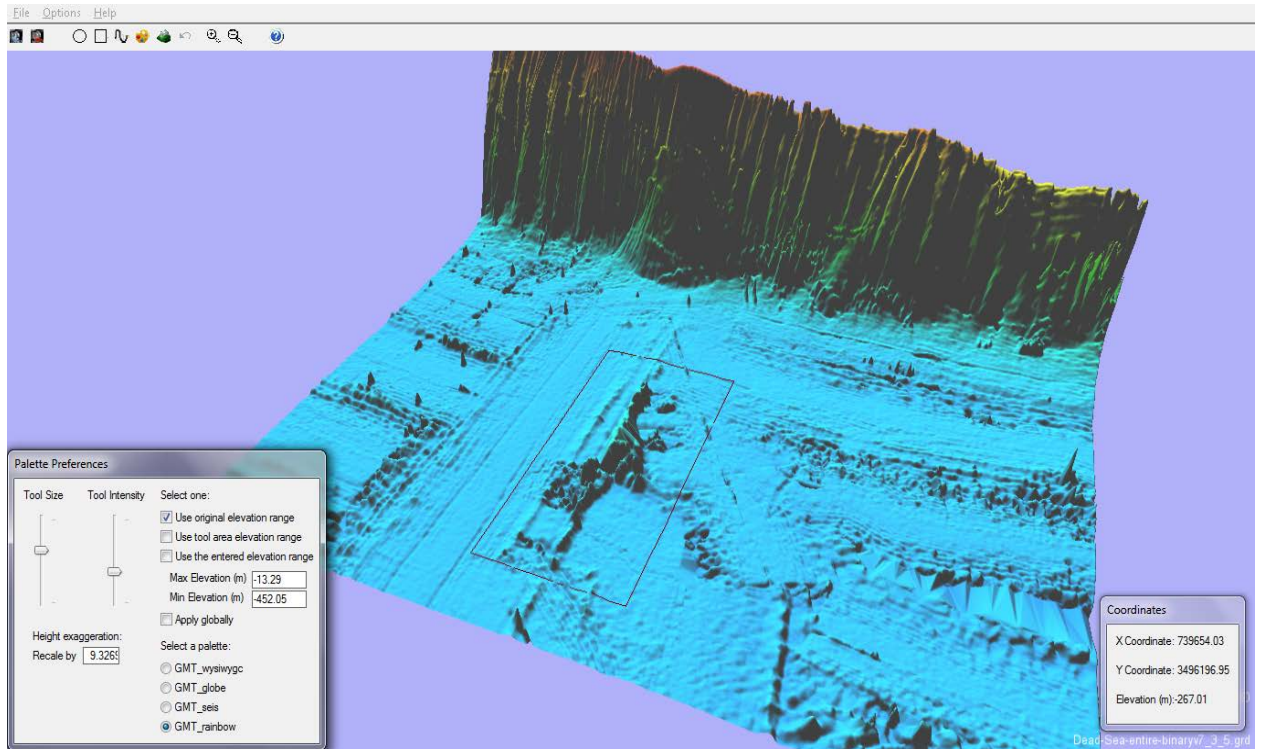 File Options Help
Palette Preferences
Tool Size Tool Intensity Select one:
Use original elevation range
Use tool area elevation range
Use the entered elevation range
Max Elevation (m) -13.29
Min Elevation (m) -452.05
Apply globally
Height exaggeration:
Recale by
Select a palette:
GMT_wysiwygc
GMT_globe
GMT_seis
GMT_rainbow
Coordinates
X Coordinate: 739654.03
Y Coordinate: 3496196.95
Elevation (m):-267.01
Dead-Sea-entire-binaryv7_3_5.grd